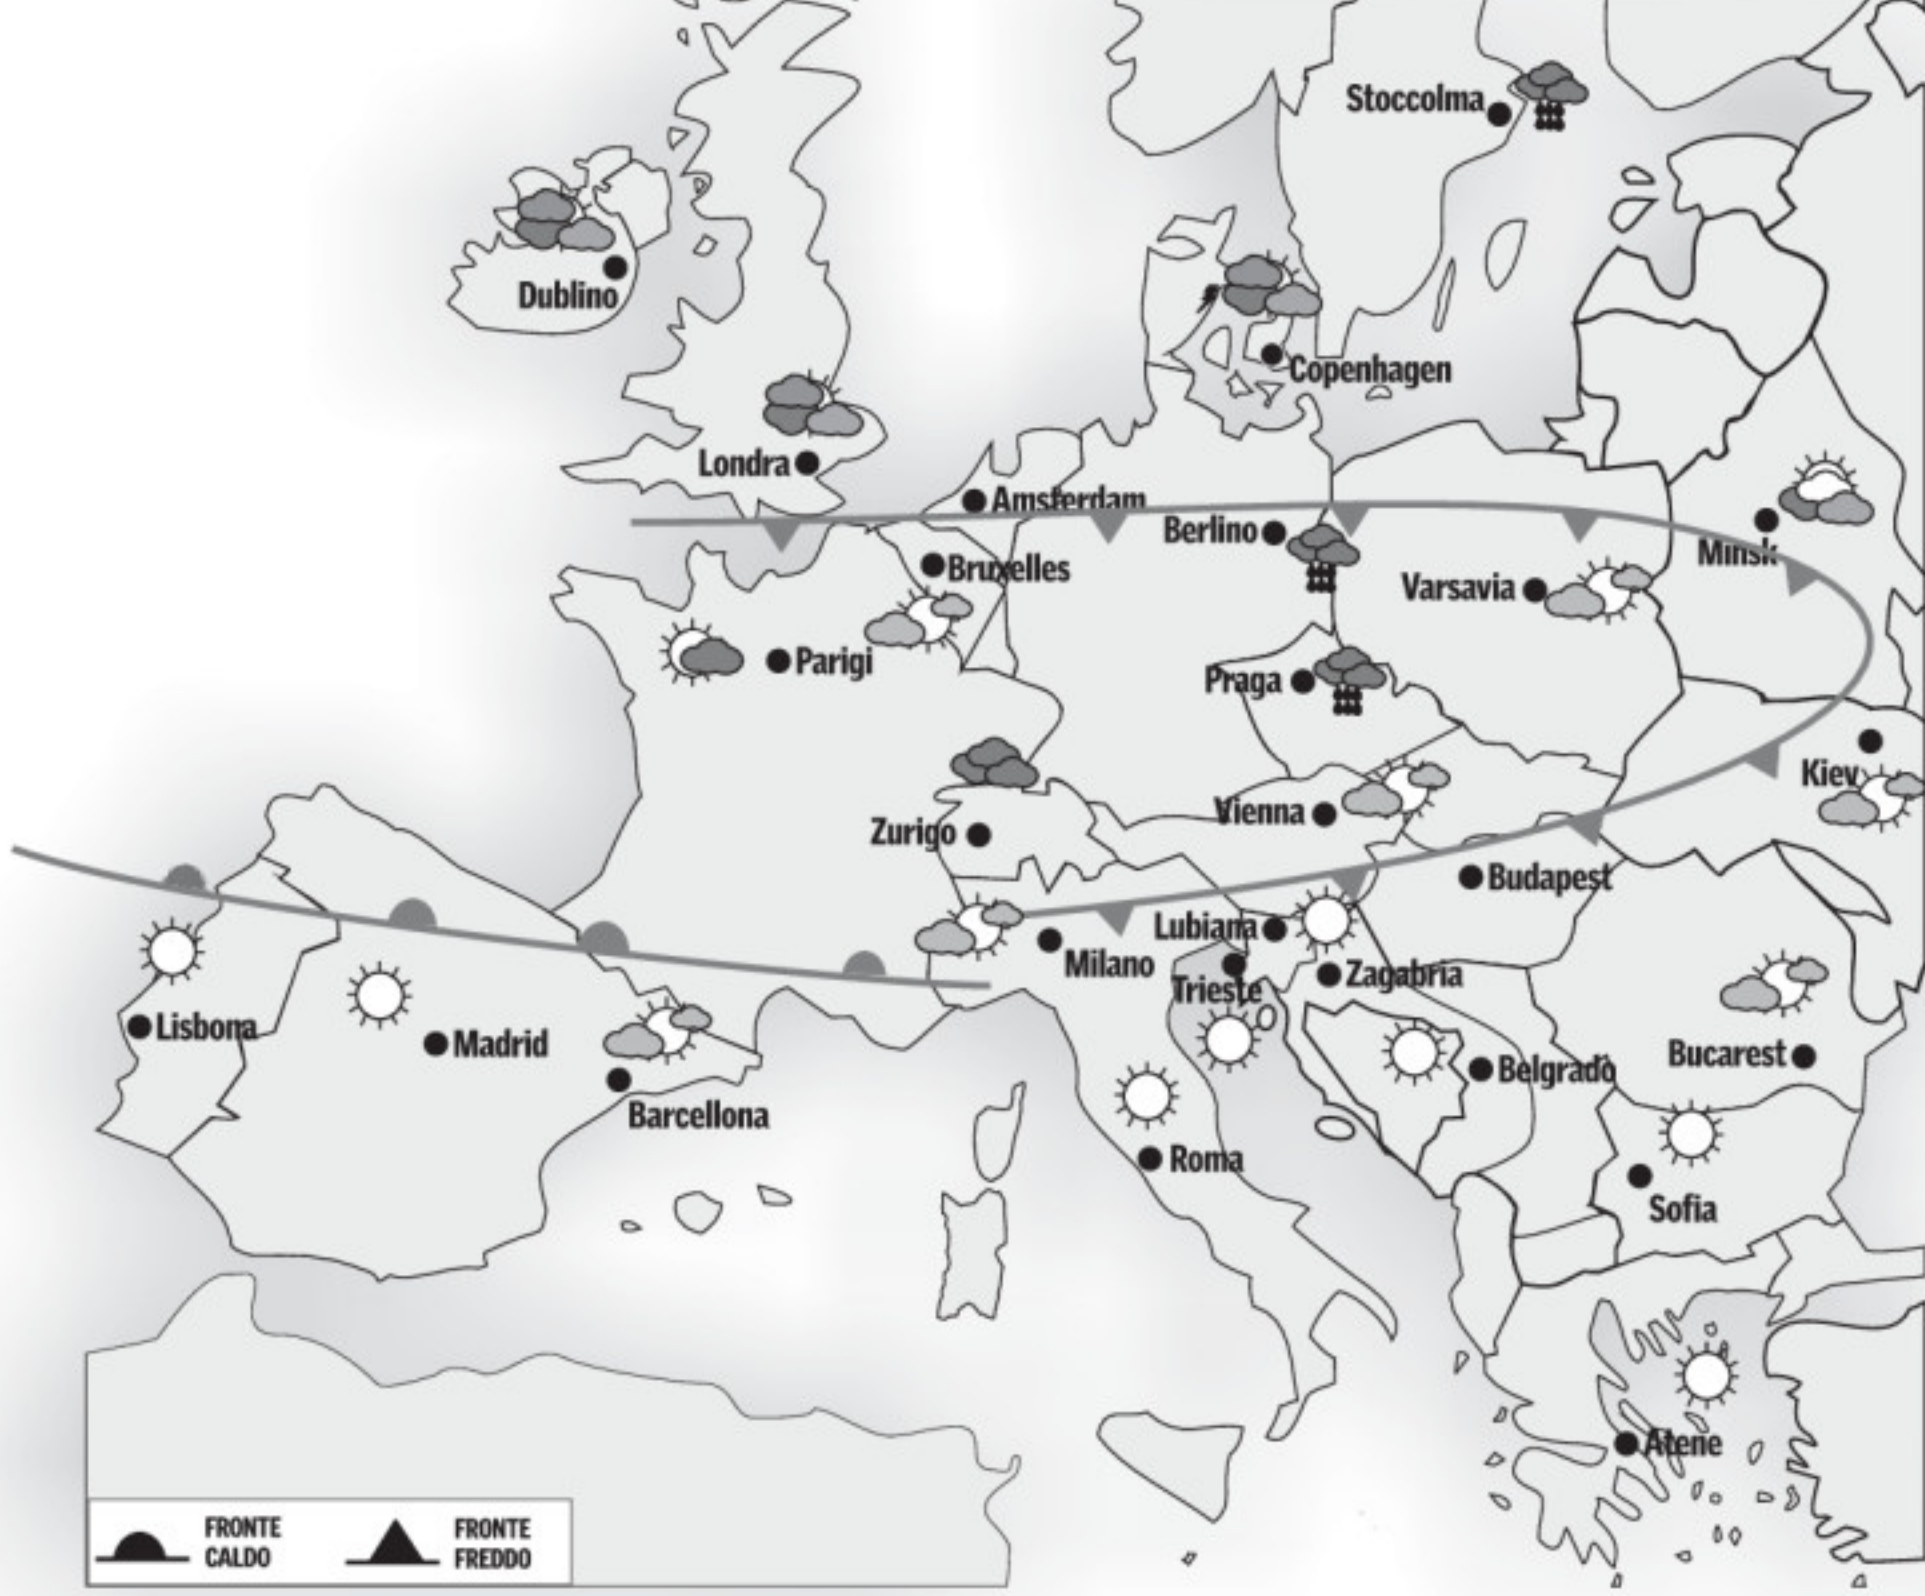 Stoccolma
Dublino
Copenhagen
Londra
Amsterdam
Berlino
Minsk
Bruxelles
Varsavia
Parigi
Praga
Kiev
Vienna
Zurigo
Budapest
Lubiana
Milano
Zagabria
Trieste
Lisbona
Madrid
Bucarest
Belgrado
Barcellona
Roma
Sofia
Atene
FRONTE
CALDO
FRONTE
FREDDO